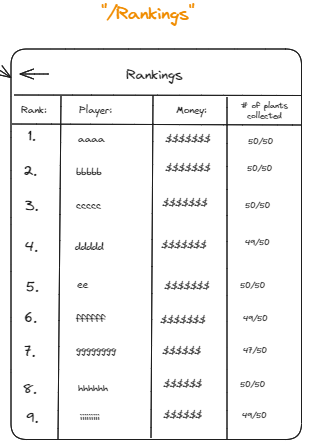 "/Rankings"
Rankings
Rank: Player: Money: # of plants collected
1. aaaa $$$$$$$ 50/50
2. bbbbb $$$$$$$ 50/50
3. ccccc $$$$$$$ 50/50
4. ddddd $$$$$$$ 49/50
5. ee $$$$$$$ 50/50
6. ffffff $$$$$$$ 49/50
7. ggggggggg $$$$$$ 47/50
8. hhhhhh $$$$$$ 50/50
9. iiiiiiiiii $$$$$$ 49/50